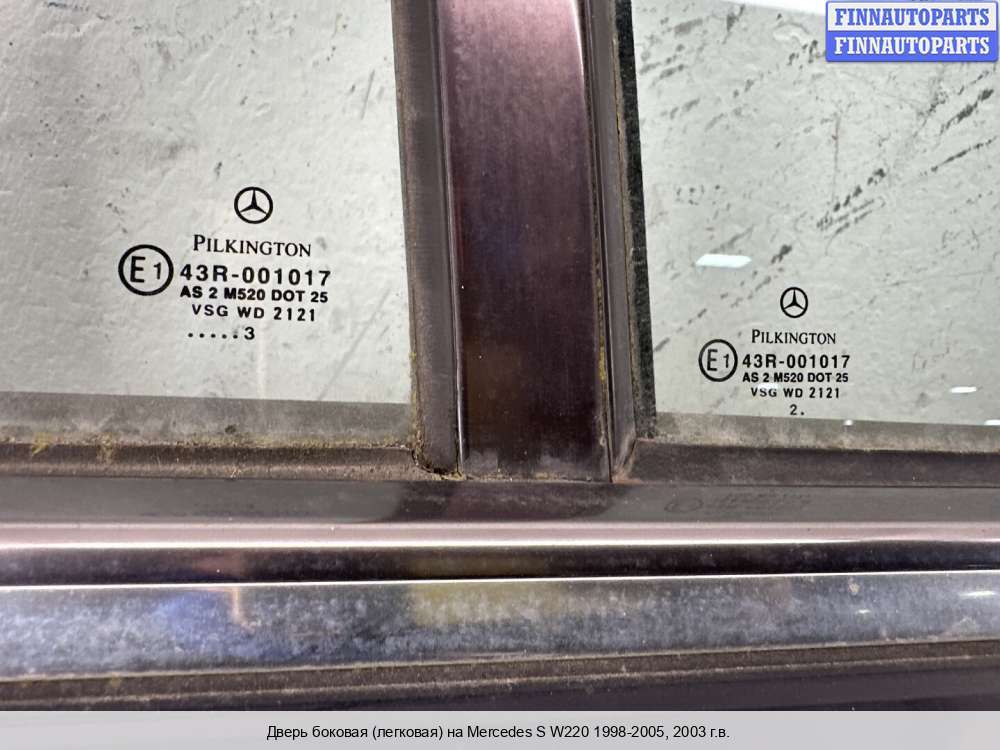 FINNAUTOPARTS
FINNAUTOPARTS
PILKINGTON
E1 43R-001017
AS 2 M520 DOT 25
VSG WD 2121
.....3
PILKINGTON
E1 43R-001017
AS 2 M520 DOT 25
VSG WD 2121
2.
Дверь боковая (легковая) на Mercedes S W220 1998-2005, 2003 г.в.